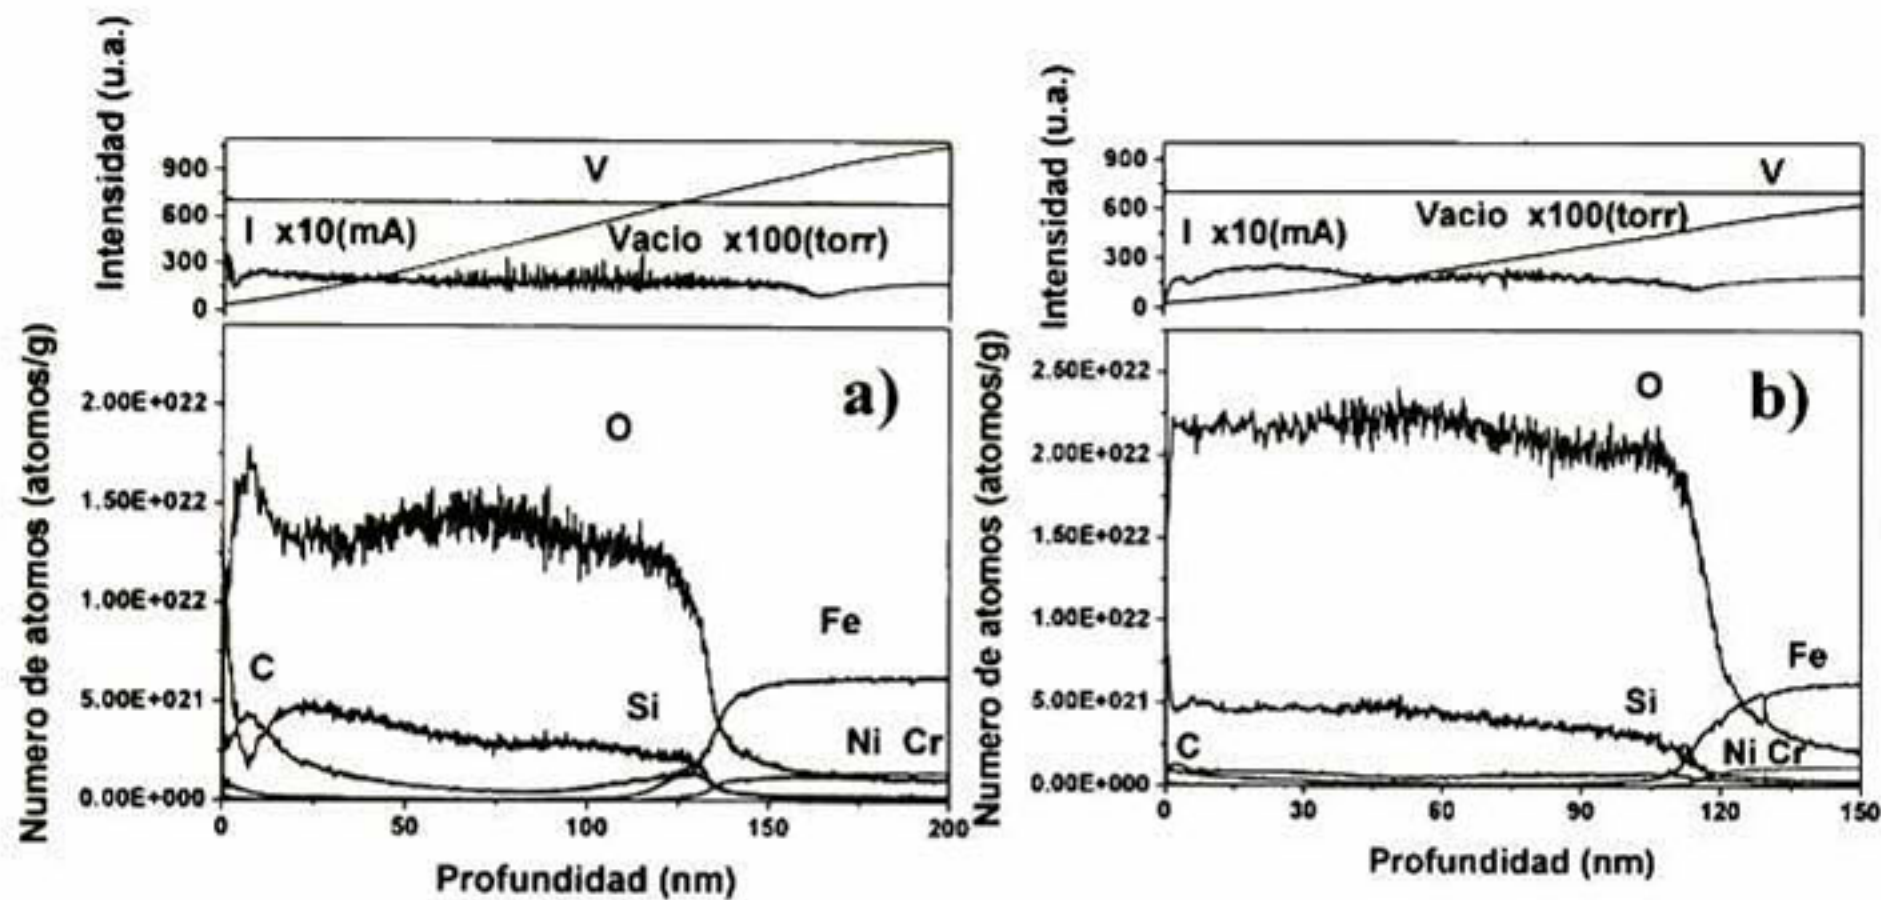 Intensidad (u.a.)
900
600
300
0
V
I x10(mA)
Vacio x100(torr)
Numero de atomos (atomos/g)
2.00E+022
1.50E+022
1.00E+022
5.00E+021
0.00E+000
a)
O
C
Si
Fe
Ni Cr
0 50 100 150 200
Profundidad (nm)
Intensidad (u.a.)
900
600
300
0
V
I x10(mA)
Vacio x100(torr)
Numero de atomos (atomos/g)
2.50E+022
2.00E+022
1.50E+022
1.00E+022
5.00E+021
0.00E+000
O
b)
Fe
Si
C
Ni Cr
0 30 60 90 120 150
Profundidad (nm)